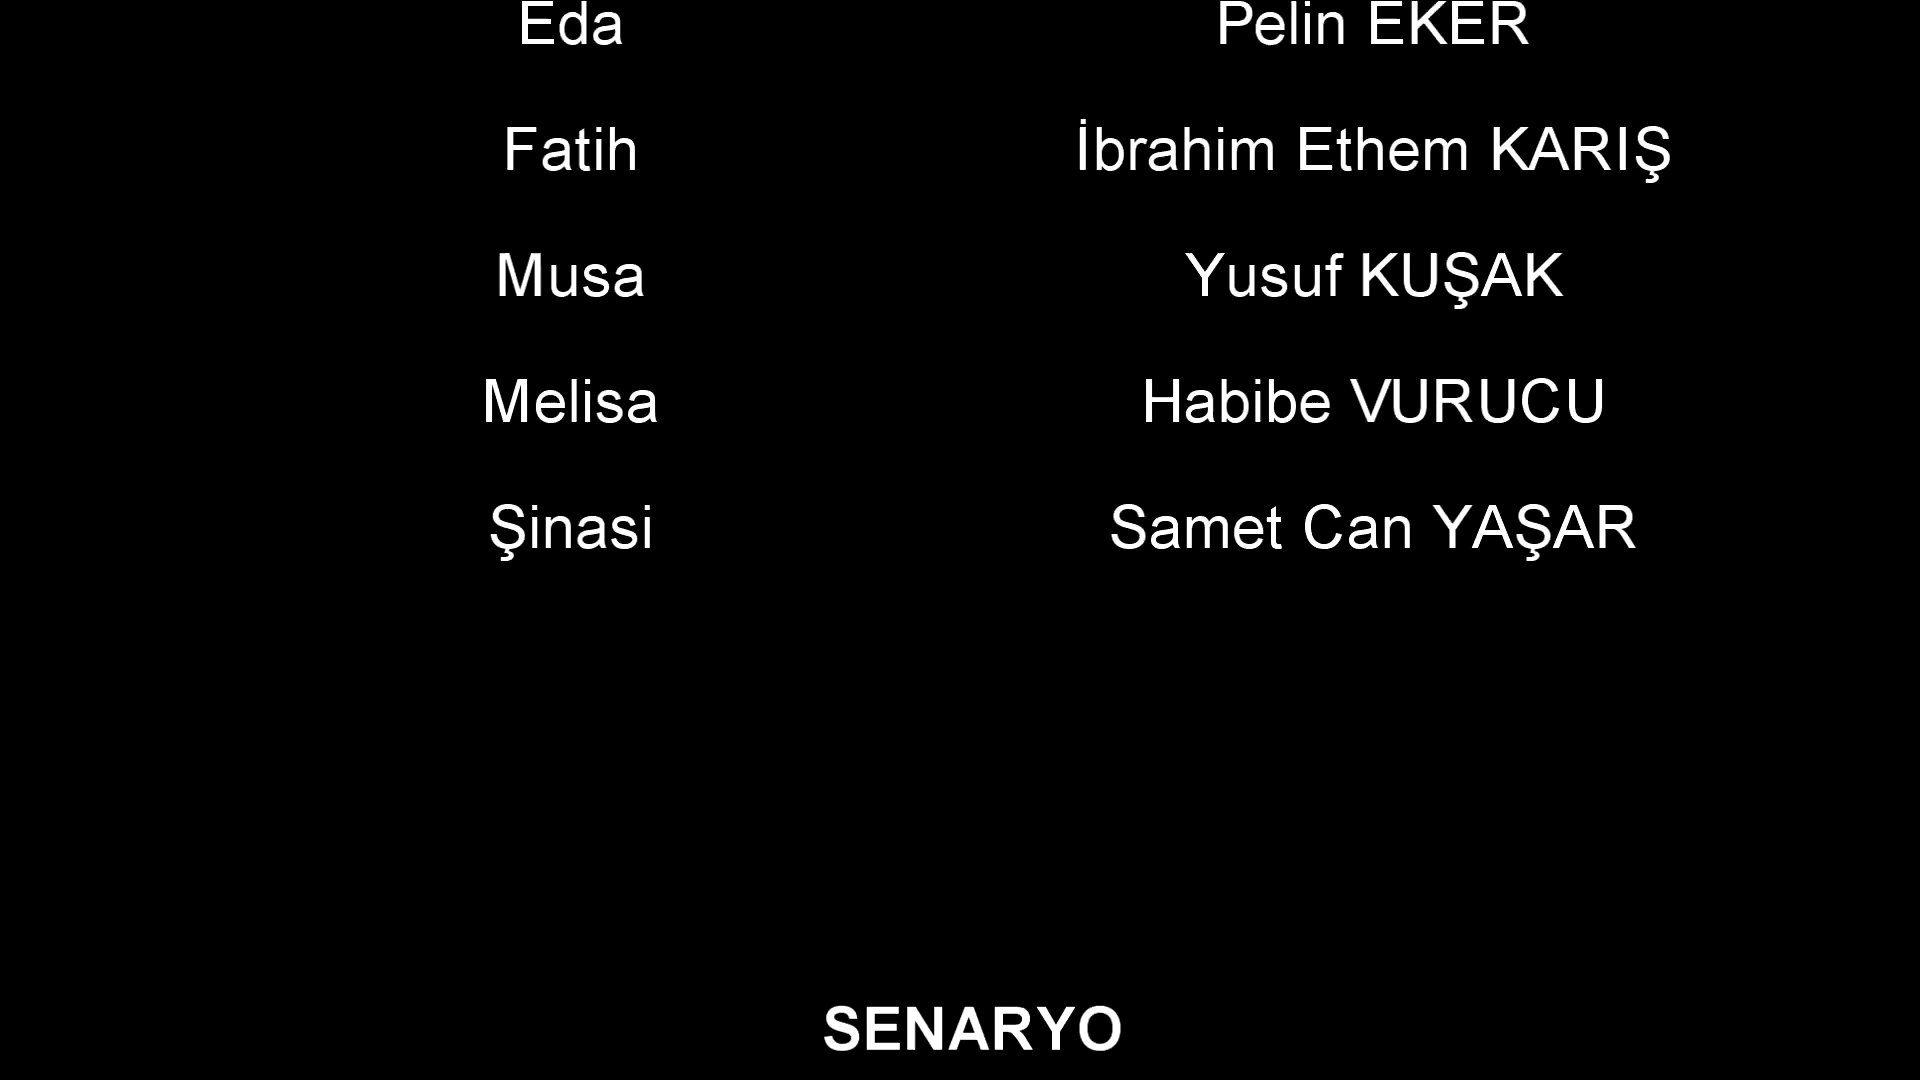 Eda Pelin EKER
Fatih İbrahim Ethem KARIŞ
Musa Yusuf KUŞAK
Melisa Habibe VURUCU
Şinasi Samet Can YAŞAR
SENARYO